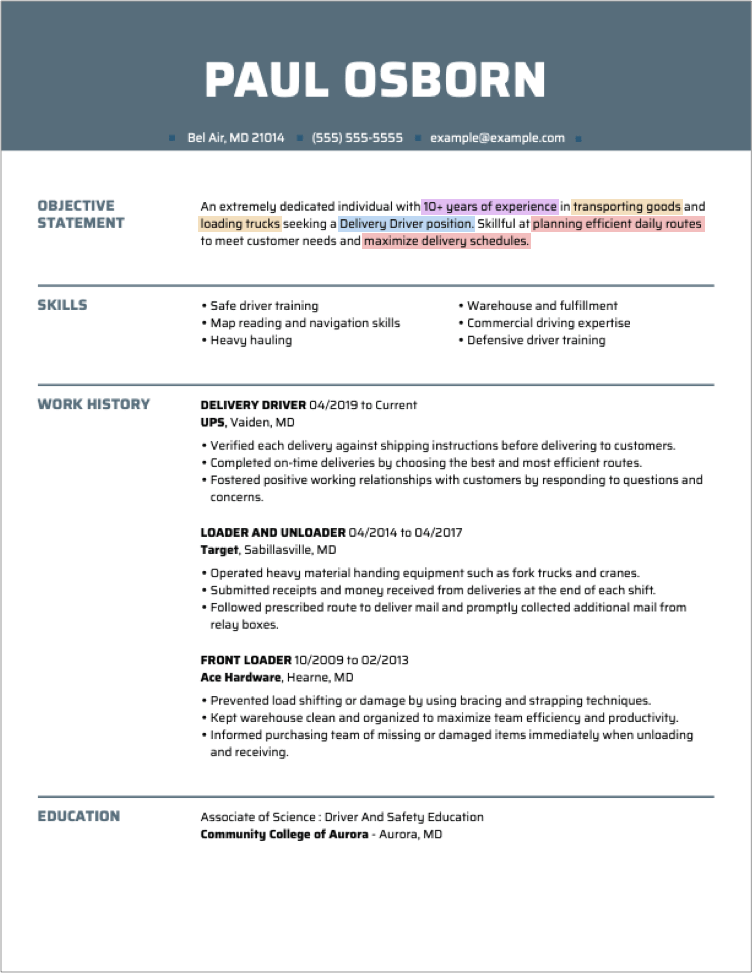 PAUL OSBORN
Bel Air, MD 21014 ▪ (555) 555-5555 ▪ example@example.com
OBJECTIVE
STATEMENT
An extremely dedicated individual with 10+ years of experience in transporting goods and
loading trucks seeking a Delivery Driver position. Skillful at planning efficient daily routes
to meet customer needs and maximize delivery schedules.
SKILLS
• Safe driver training
• Map reading and navigation skills
• Heavy hauling
• Warehouse and fulfillment
• Commercial driving expertise
• Defensive driver training
WORK HISTORY
DELIVERY DRIVER 04/2019 to Current
UPS, Vaiden, MD
• Verified each delivery against shipping instructions before delivering to customers.
• Completed on-time deliveries by choosing the best and most efficient routes.
• Fostered positive working relationships with customers by responding to questions and
concerns.
LOADER AND UNLOADER 04/2014 to 04/2017
Target, Sabillasville, MD
• Operated heavy material handing equipment such as fork trucks and cranes.
• Submitted receipts and money received from deliveries at the end of each shift.
• Followed prescribed route to deliver mail and promptly collected additional mail from
relay boxes.
FRONT LOADER 10/2009 to 02/2013
Ace Hardware, Hearne, MD
• Prevented load shifting or damage by using bracing and strapping techniques.
• Kept warehouse clean and organized to maximize team efficiency and productivity.
• Informed purchasing team of missing or damaged items immediately when unloading
and receiving.
EDUCATION
Associate of Science : Driver And Safety Education
Community College of Aurora - Aurora, MD